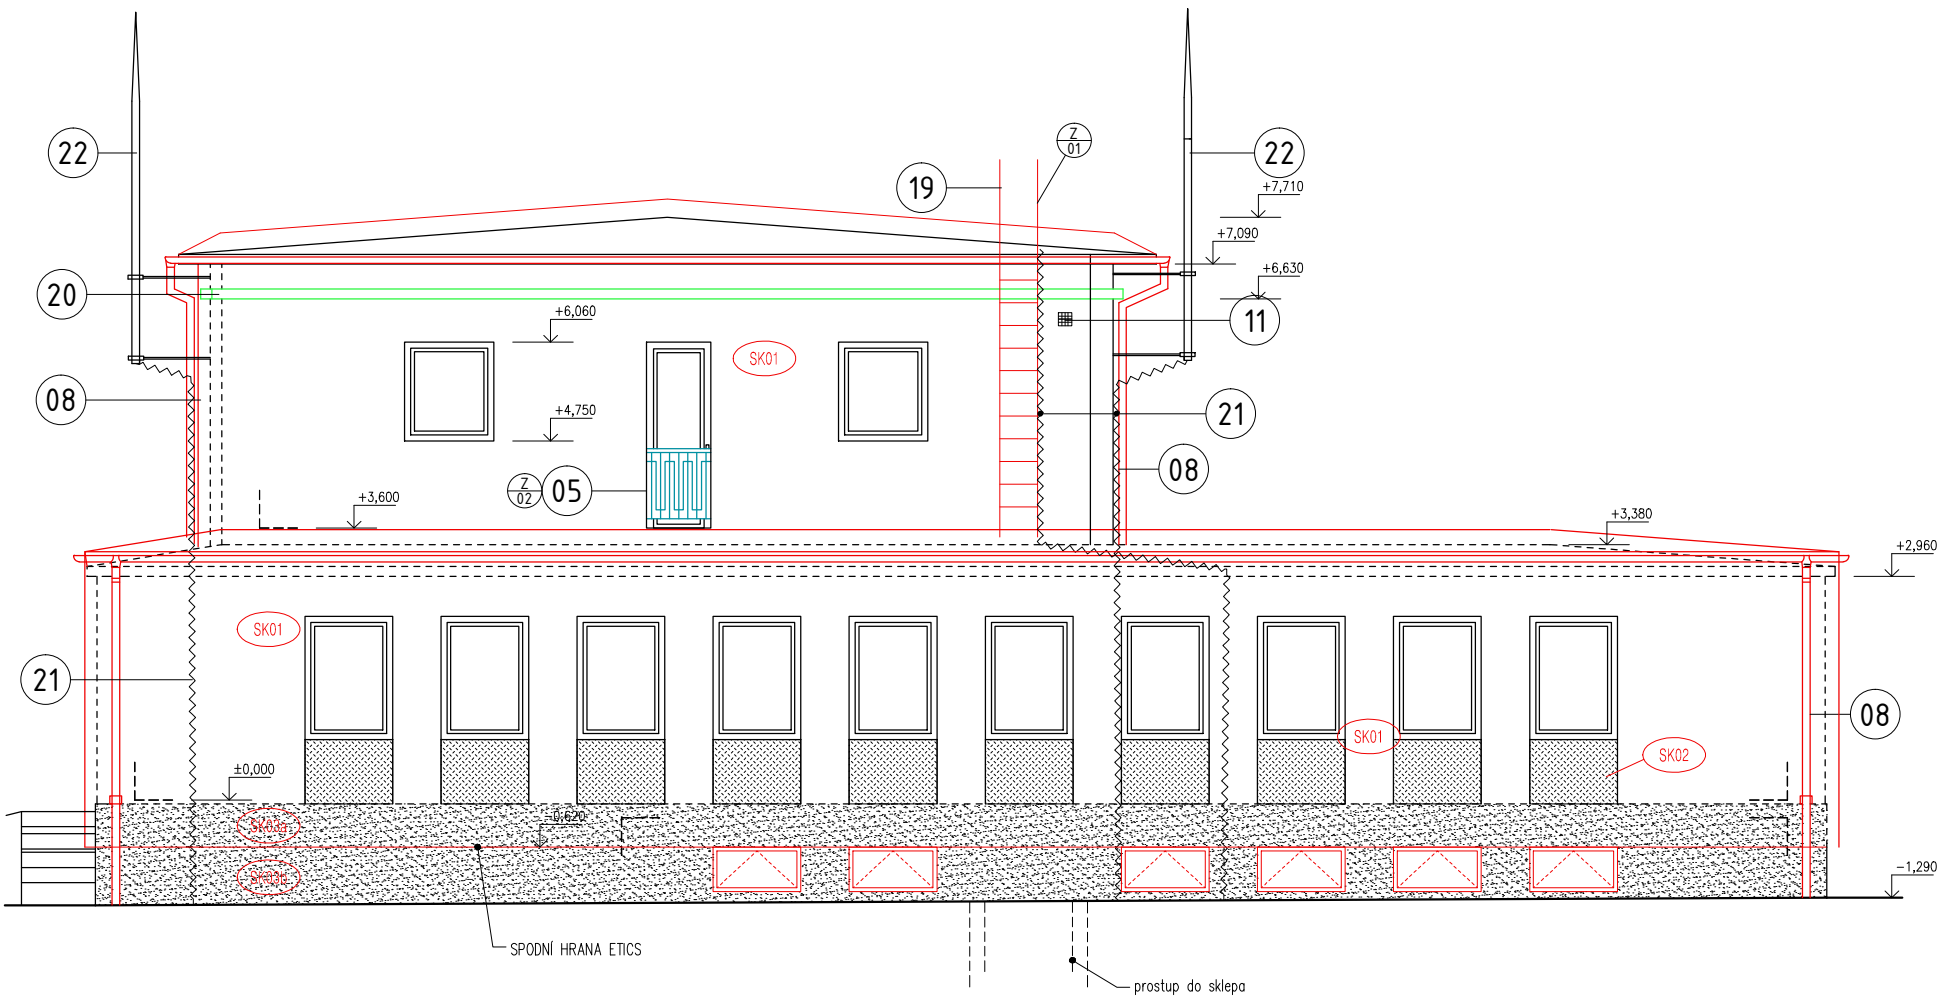 22
Z
01
22
19
+7,710
+7,090
20
+6,630
+6,060
11
SK01
08
+4,750
21
Z
02
05
08
+3,600
+3,380
+2,960
SK01
21
SK01
08
SK02
±0,000
SK03a
-0,620
-1,290
SPODNÍ HRANA ETICS
prostup do sklepa